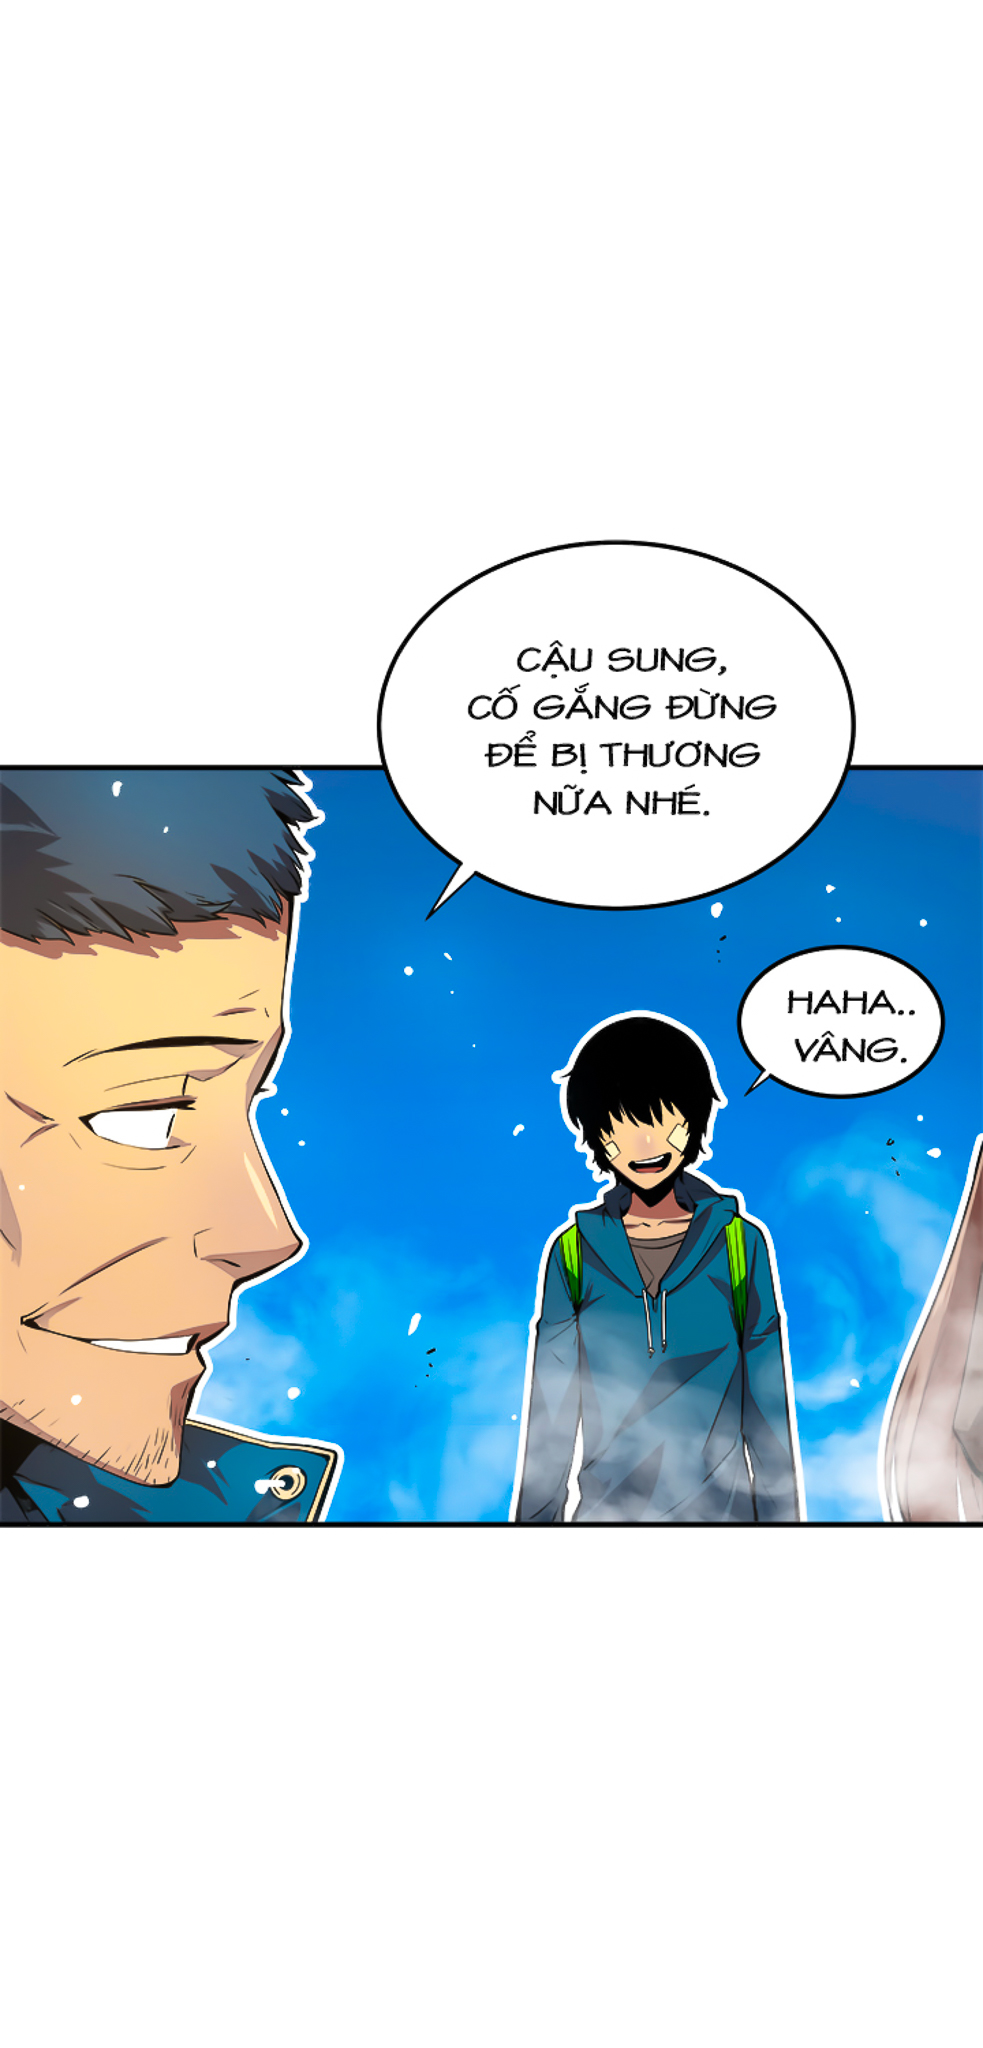 CẬU SUNG,
CỐ GẮNG ĐỪNG
ĐỂ BỊ THƯƠNG
NỮA NHÉ.
HAHA..
VÂNG.